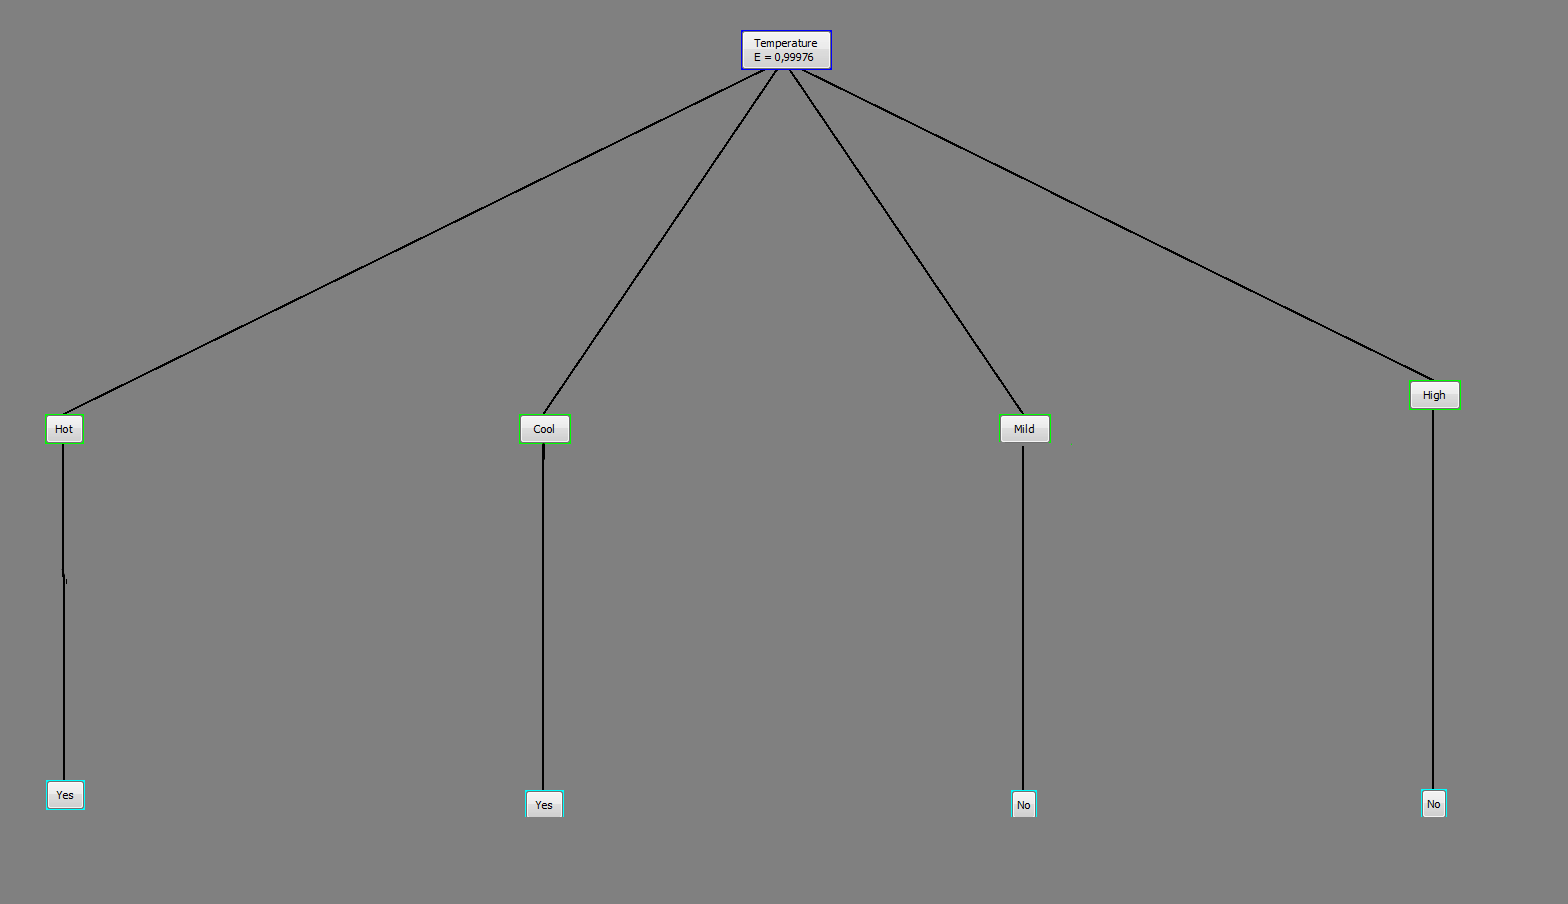 Temperature
E = 0,99976
High
Hot
Cool
Mild
Yes
Yes
No
No